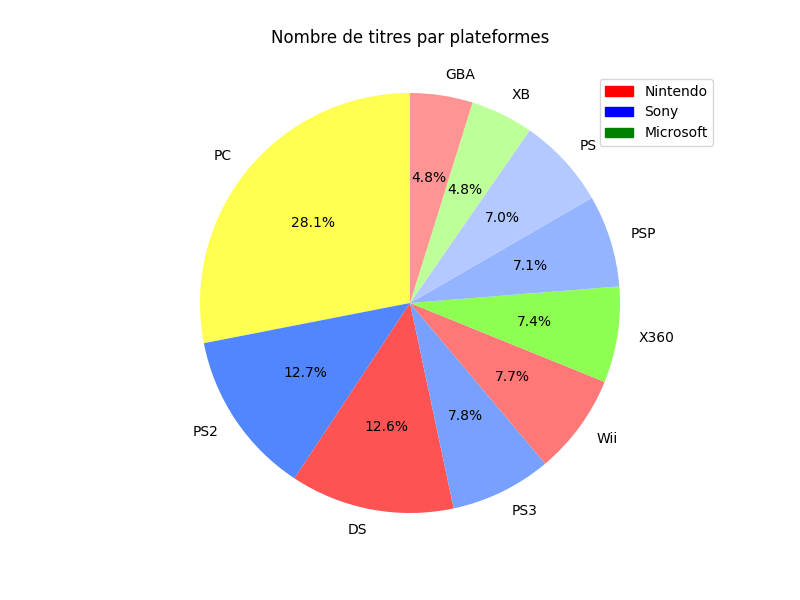 Nombre de titres par plateformes
GBA
XB
PS
PSP
X360
Wii
PS3
DS
PS2
PC
Nintendo
Sony
Microsoft
4.8%
4.8%
7.0%
7.1%
7.4%
7.7%
7.8%
12.6%
12.7%
28.1%